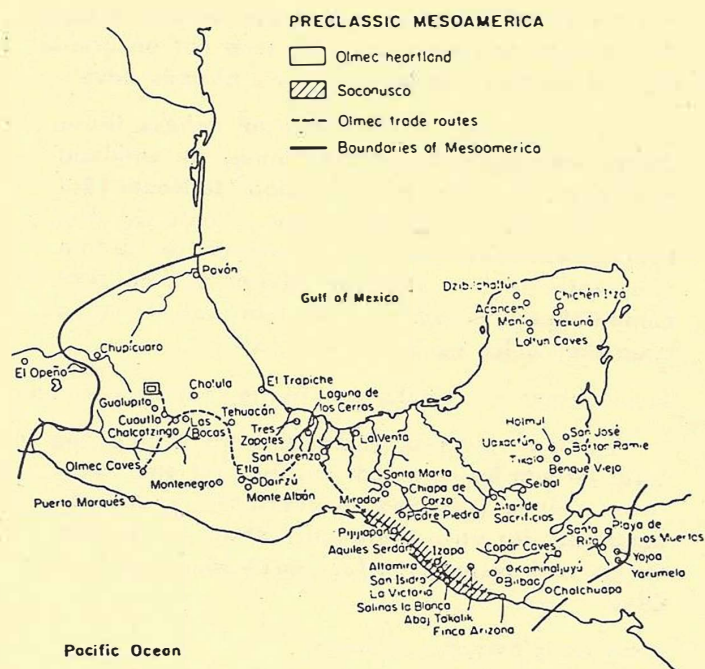 PRECLASSIC MESOAMERICA
Olmec heartland
Soconusco
Olmec trade routes
Boundaries of Mesoamerica
Pavón
Gulf of Mexico
Dzibilchaltún
Acanceh
Maní
Chichén Itzá
Yaxuná
Loltun Caves
Chupícuaro
El Opeño
Cholula
El Trapiche
Gualupita
Cuautla
Chalcatzingo
Las Bocas
Tehuacán
Laguna de
los Cerros
Tres
Zapotes
San Lorenzo
La Venta
Olmec Caves
Etla
Dainzú
Monte Albán
Montenegro
Puerto Marqués
Santa Marta
Mirador
Chiapa de
Corzo
Padre Piedra
Holmul
Uaxactún
Tikal
San José
Barton Ramie
Benque Viejo
Seibal
Altar de
Sacrificios
Pijijiapan
Aquiles Serdán
Izapa
Altamira
San Isidro
La Victoria
Salinas la Blanca
Abaj Takalik
Finca Arizona
Copán Caves
Kaminaljuyú
Bilbao
Chalchuapa
Santa
Rita
Playa de
los Muertos
Yojoa
Yarumela
Pacific Ocean